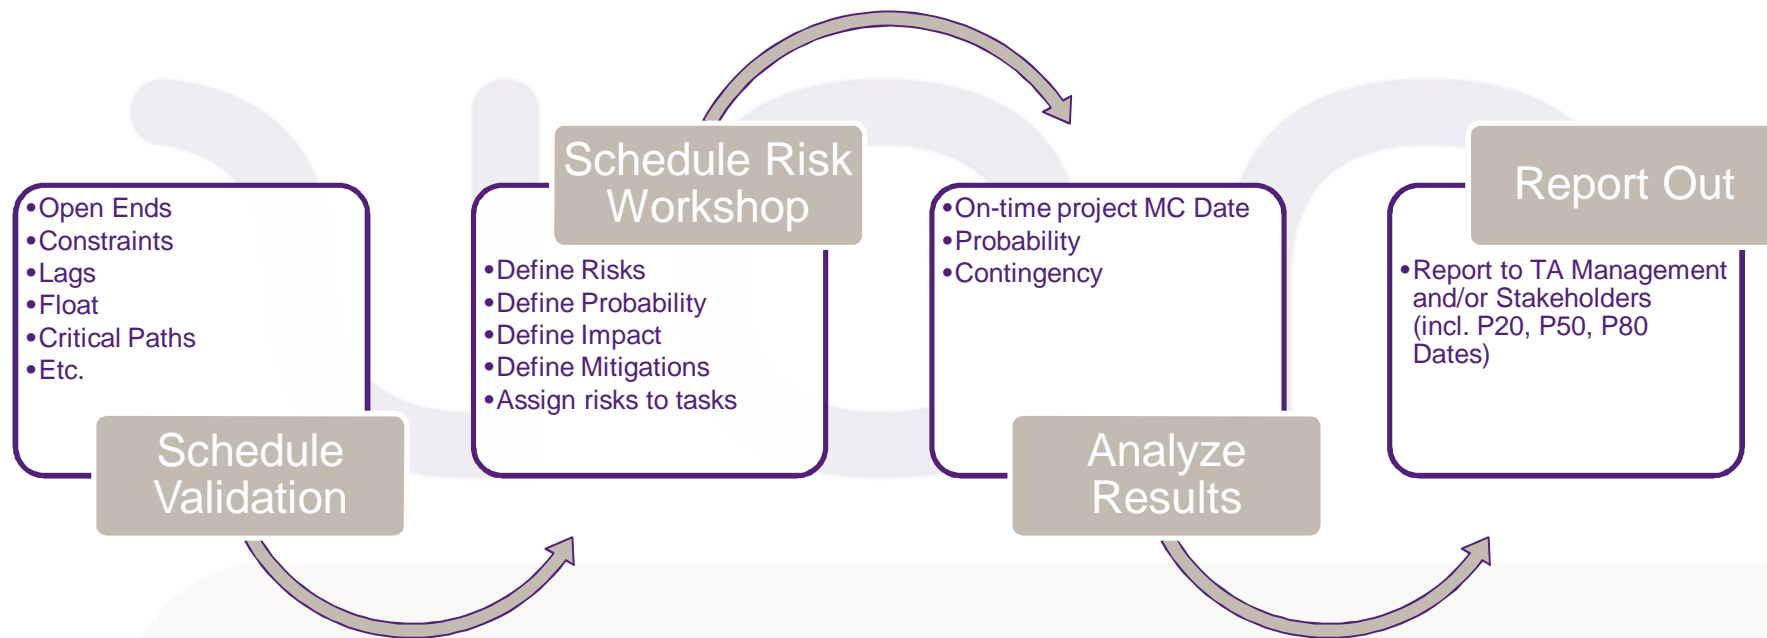 •Open Ends
•Constraints
•Lags
•Float
•Critical Paths
•Etc.
Schedule
Validation
Schedule Risk
Workshop
•Define Risks
•Define Probability
•Define Impact
•Define Mitigations
•Assign risks to tasks
•On-time project MC Date
•Probability
•Contingency
Analyze
Results
Report Out
•Report to TA Management
and/or Stakeholders
(incl. P20, P50, P80
Dates)